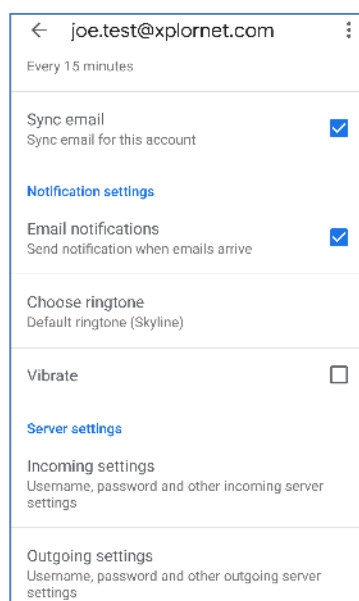 joe.test@xplornet.com
Every 15 minutes
Sync email
Sync email for this account
Notification settings
Email notifications
Send notification when emails arrive
Choose ringtone
Default ringtone (Skyline)
Vibrate
Server settings
Incoming settings
Username, password and other incoming server
settings
Outgoing settings
Username, password and other outgoing server
settings